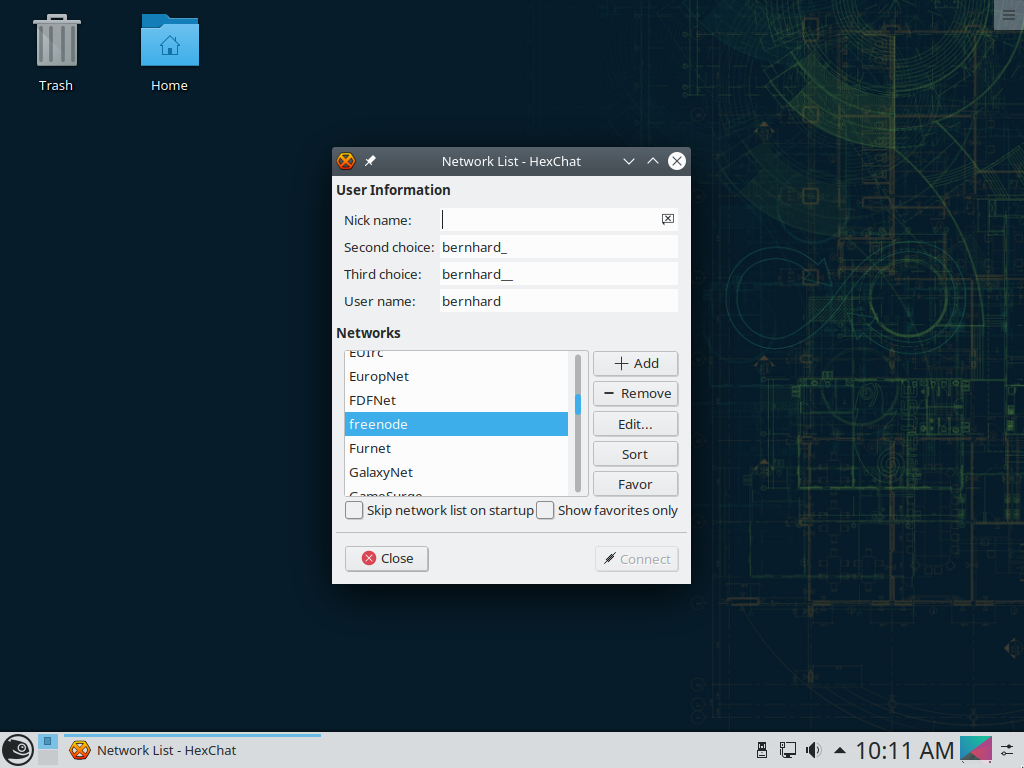 Trash
Home
Network List - HexChat
User Information
Nick name:
Second choice: bernhard_
Third choice: bernhard__
User name: bernhard
Networks
EUIrc
EuropNet
FDFNet
freenode
Furnet
GalaxyNet
GameSurge
Add
Remove
Edit...
Sort
Favor
Skip network list on startup
Show favorites only
Close
Connect
Network List - HexChat
10:11 AM